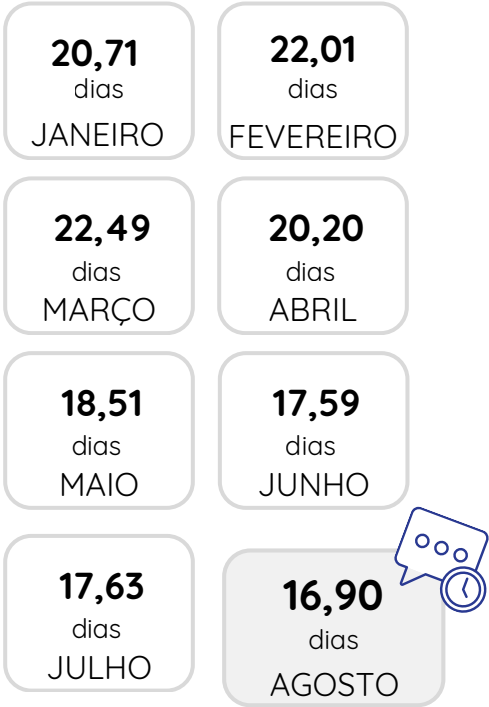 20,71
dias
JANEIRO
22,01
dias
FEVEREIRO
22,49
dias
MARÇO
20,20
dias
ABRIL
18,51
dias
MAIO
17,59
dias
JUNHO
17,63
dias
JULHO
16,90
dias
AGOSTO